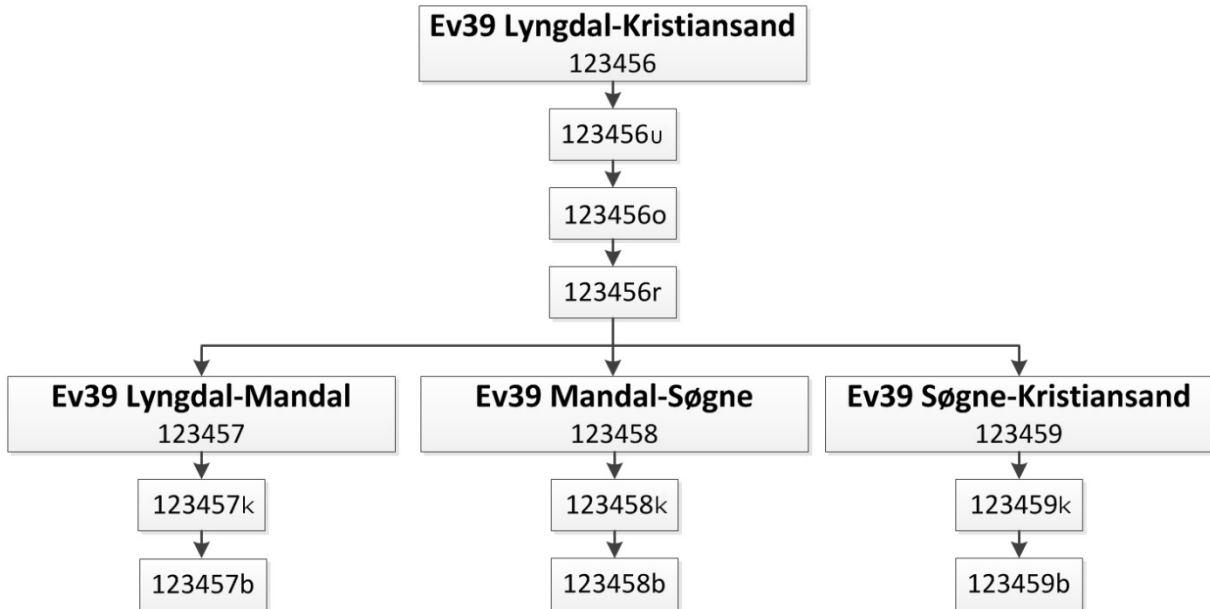 Ev39 Lyngdal-Kristiansand
123456
123456u
123456o
123456r
Ev39 Lyngdal-Mandal
123457
123457k
123457b
Ev39 Mandal-Søgne
123458
123458k
123458b
Ev39 Søgne-Kristiansand
123459
123459k
123459b